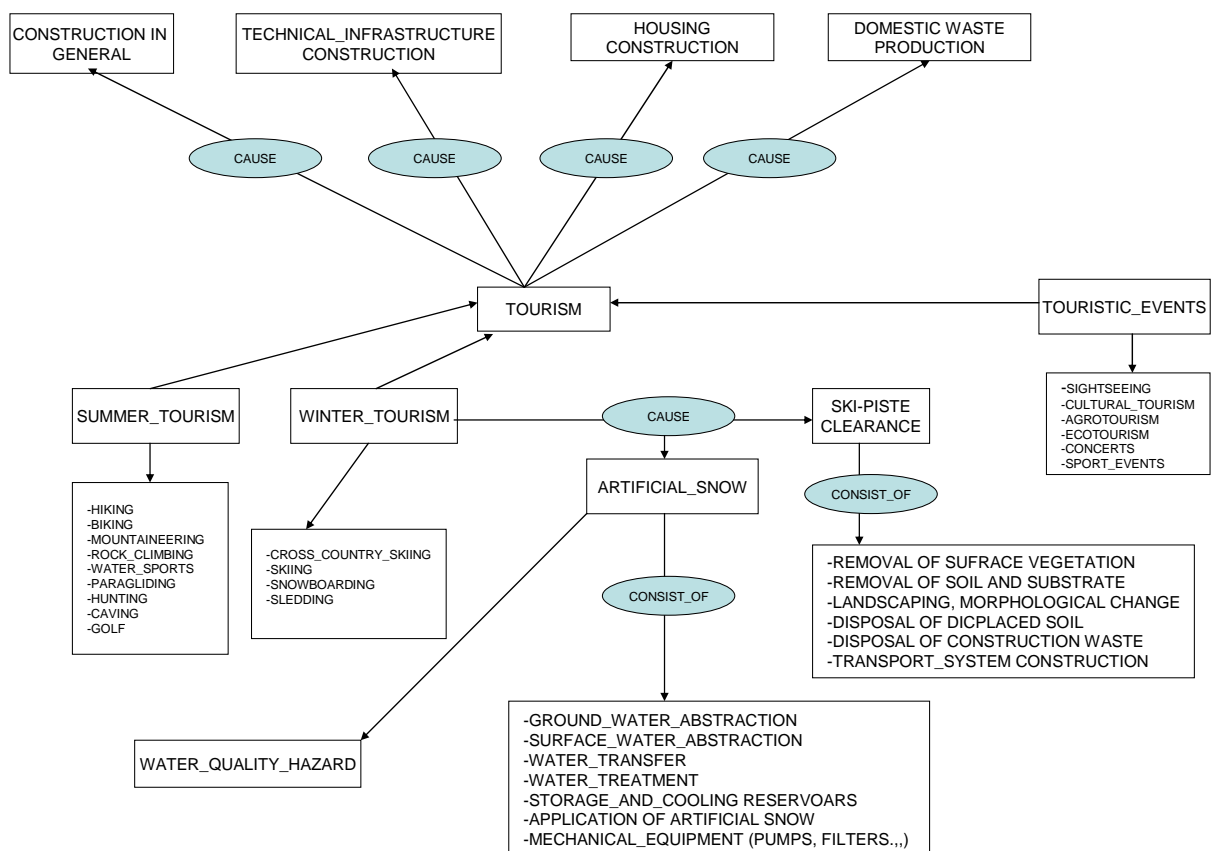 CONSTRUCTION IN
GENERAL
TECHNICAL_INFRASTRUCTURE
CONSTRUCTION
HOUSING
CONSTRUCTION
DOMESTIC WASTE
PRODUCTION
CAUSE
CAUSE
CAUSE
CAUSE
TOURISM
TOURISTIC_EVENTS
-SIGHTSEEING
-CULTURAL_TOURISM
-AGROTOURISM
-ECOTOURISM
-CONCERTS
-SPORT_EVENTS
SUMMER_TOURISM
WINTER_TOURISM
CAUSE
SKI-PISTE
CLEARANCE
-HIKING
-BIKING
-MOUNTAINEERING
-ROCK_CLIMBING
-WATER_SPORTS
-PARAGLIDING
-HUNTING
-CAVING
-GOLF
-CROSS_COUNTRY_SKIING
-SKIING
-SNOWBOARDING
-SLEDDING
ARTIFICIAL_SNOW
CONSIST_OF
CONSIST_OF
-REMOVAL OF SUFRACE VEGETATION
-REMOVAL OF SOIL AND SUBSTRATE
-LANDSCAPING, MORPHOLOGICAL CHANGE
-DISPOSAL OF DICPLACED SOIL
-DISPOSAL OF CONSTRUCTION WASTE
-TRANSPORT_SYSTEM CONSTRUCTION
WATER_QUALITY_HAZARD
-GROUND_WATER_ABSTRACTION
-SURFACE_WATER_ABSTRACTION
-WATER_TRANSFER
-WATER_TREATMENT
-STORAGE_AND_COOLING RESERVOARS
-APPLICATION OF ARTIFICIAL SNOW
-MECHANICAL_EQUIPMENT (PUMPS, FILTERS.,,)